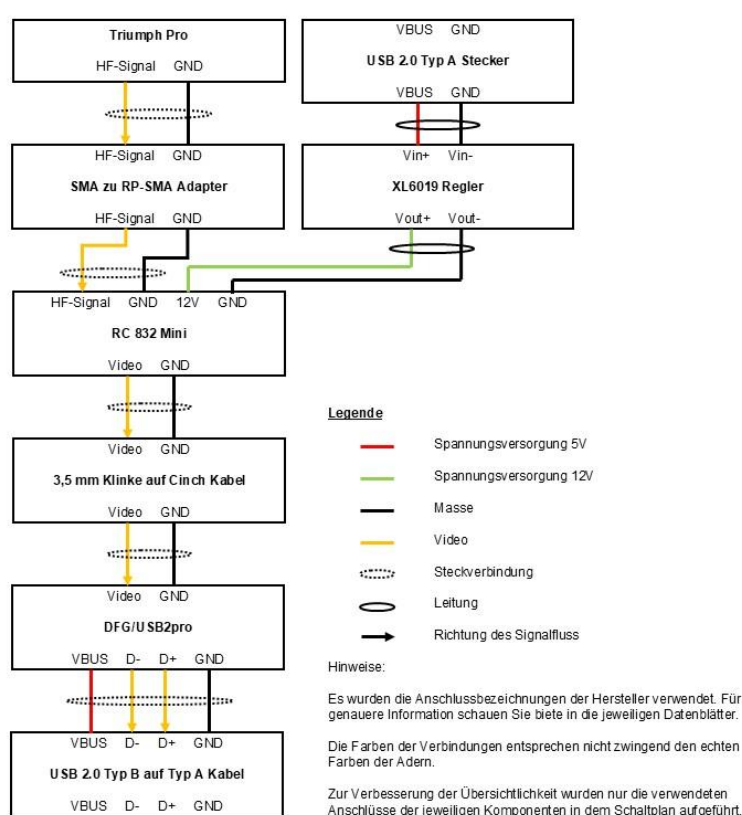 Triumph Pro
HF-Signal GND
HF-Signal GND
SMA zu RP-SMA Adapter
HF-Signal GND
VBUS GND
USB 2.0 Typ A Stecker
VBUS GND
Vin+ Vin-
XL6019 Regler
Vout+ Vout-
HF-Signal GND 12V GND
RC 832 Mini
Video GND
Video GND
3,5 mm Klinke auf Cinch Kabel
Video GND
Video GND
DFG/USB2pro
VBUS D- D+ GND
VBUS D- D+ GND
USB 2.0 Typ B auf Typ A Kabel
VBUS D- D+ GND
Legende
Spannungsversorgung 5V
Spannungsversorgung 12V
Masse
Video
Steckverbindung
Leitung
Richtung des Signalfluss
Hinweise:
Es wurden die Anschlussbezeichnungen der Hersteller verwendet. Für
genauere Information schauen Sie biete in die jeweiligen Datenblätter.
Die Farben der Verbindungen entsprechen nicht zwingend den echten
Farben der Adern.
Zur Verbesserung der Übersichtlichkeit wurden nur die verwendeten
Anschlüsse der jeweiligen Komponenten in dem Schaltplan aufgeführt.